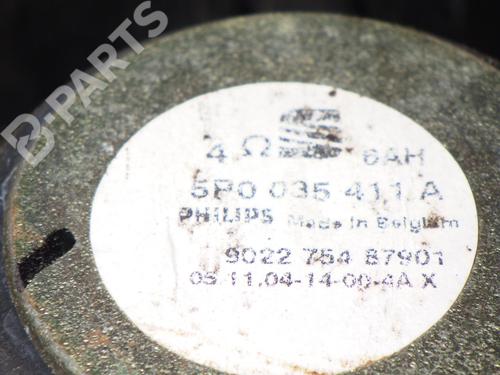 B-PARTS
4 Ω 6AH
5P0 035 411 A
PHILIPS Made in Belgium
9022 754 87901
05.11.04-14-00-4A X